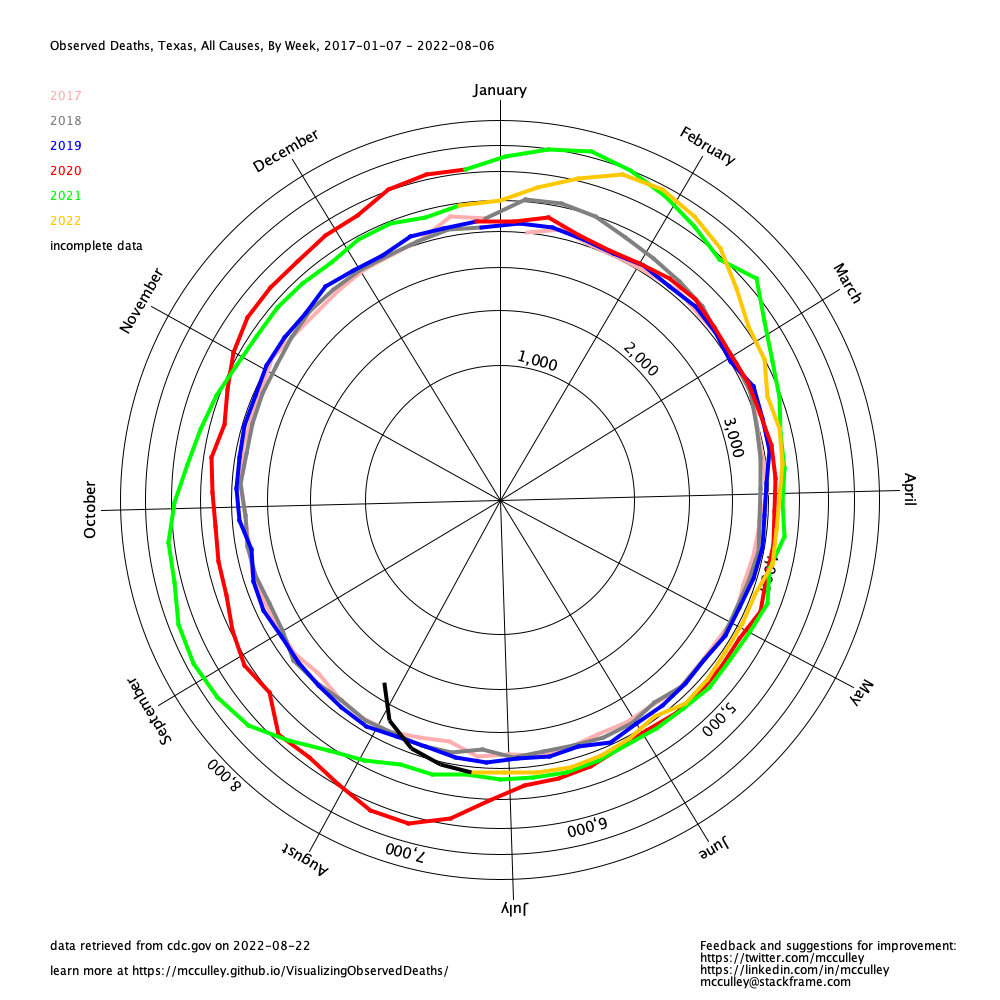 Observed Deaths, Texas, All Causes, By Week, 2017-01-07 - 2022-08-06
January
2017
2018
2019
2020
2021
2022
incomplete data
December
February
November
March
1,000
2,000
3,000
October
April
September
May
5,000
8,000
6,000
7,000
August
June
July
data retrieved from cdc.gov on 2022-08-22
learn more at https://mcculley.github.io/VisualizingObservedDeaths/
Feedback and suggestions for improvement:
https://twitter.com/mcculley
https://linkedin.com/in/mcculley
mcculley@stackframe.com